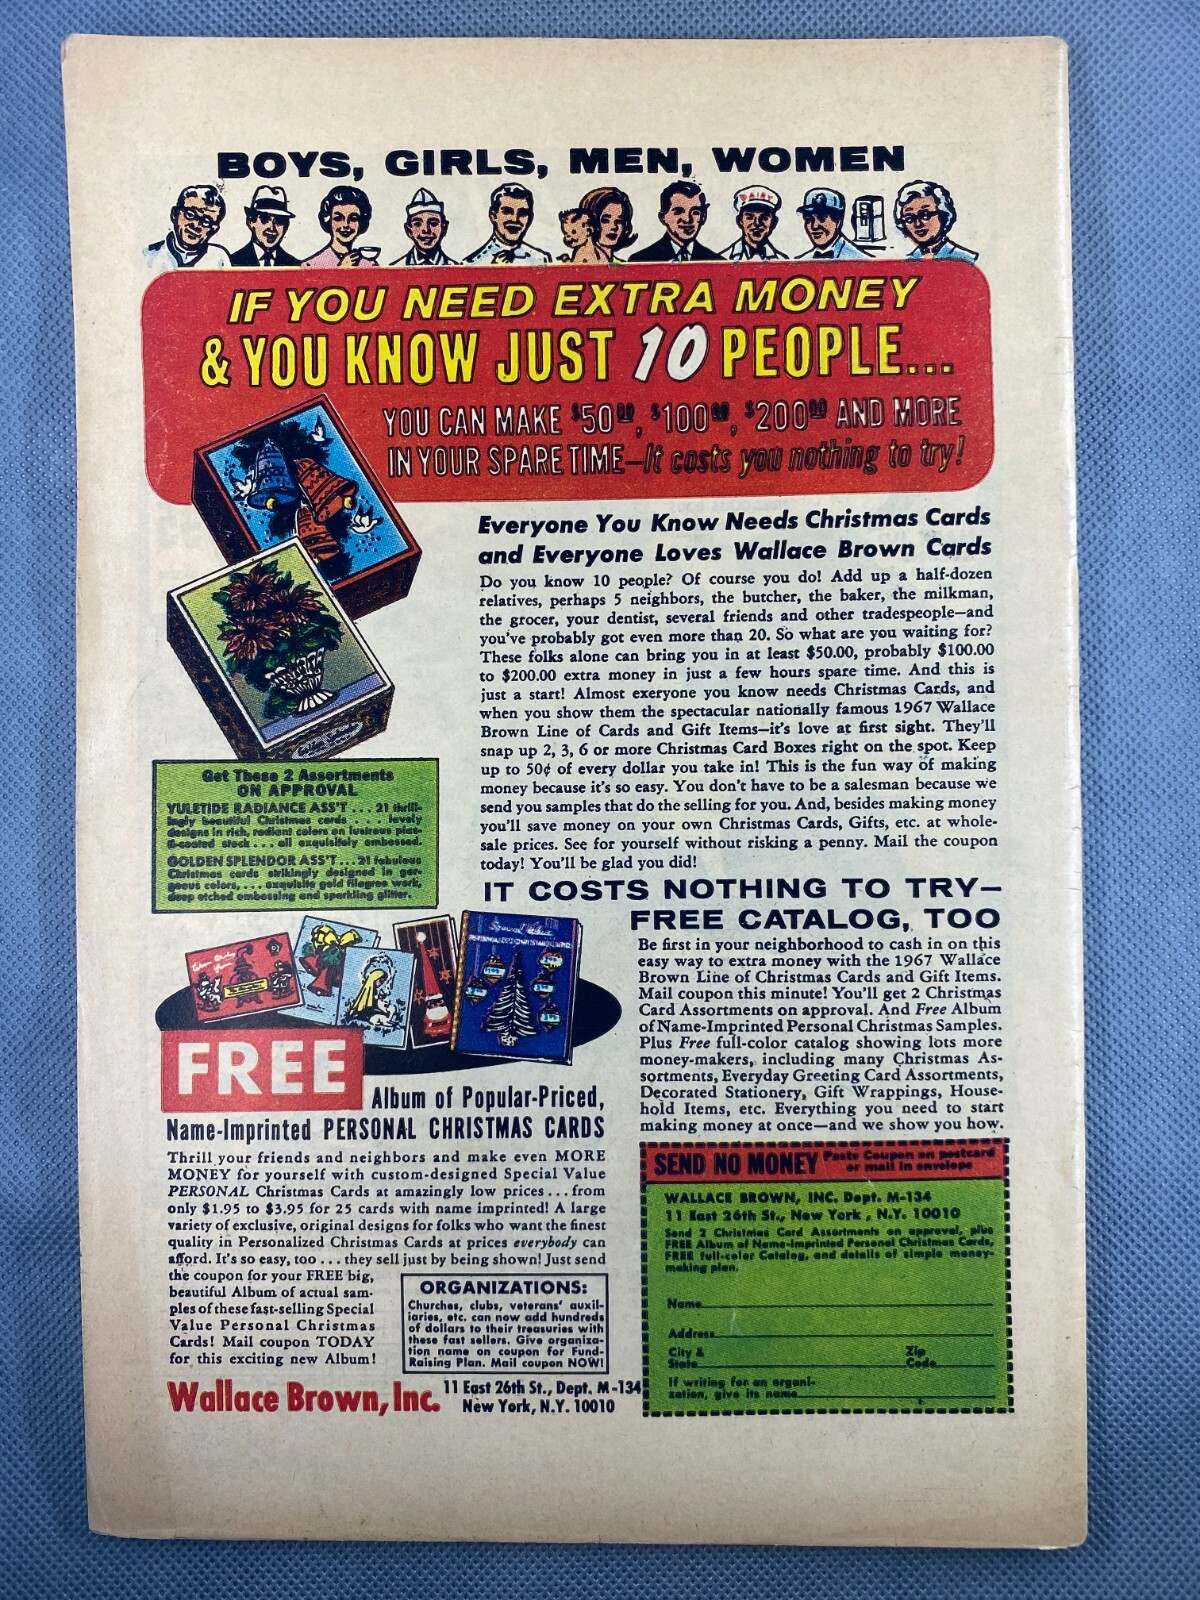 BOYS, GIRLS, MEN, WOMEN
DAIRY
IF YOU NEED EXTRA MONEY
& YOU KNOW JUST 10 PEOPLE...
YOU CAN MAKE $50.00, $100.00, $200.00 AND MORE
IN YOUR SPARE TIME—It costs you nothing to try!
Everyone You Know Needs Christmas Cards
and Everyone Loves Wallace Brown Cards
Do you know 10 people? Of course you do! Add up a half-dozen
relatives, perhaps 5 neighbors, the butcher, the baker, the milkman,
the grocer, your dentist, several friends and other tradespeople—and
you've probably got even more than 20. So what are you waiting for?
These folks alone can bring you in at least $50.00, probably $100.00
to $200.00 extra money in just a few hours spare time. And this is
just a start! Almost exeryone you know needs Christmas Cards, and
when you show them the spectacular nationally famous 1967 Wallace
Brown Line of Cards and Gift Items—it's love at first sight. They'll
snap up 2, 3, 6 or more Christmas Card Boxes right on the spot. Keep
up to 50¢ of every dollar you take in! This is the fun way of making
money because it's so easy. You don't have to be a salesman because we
send you samples that do the selling for you. And, besides making money
you'll save money on your own Christmas Cards, Gifts, etc. at whole-
sale prices. See for yourself without risking a penny. Mail the coupon
today! You'll be glad you did!
Get These 2 Assortments
ON APPROVAL
YULETIDE RADIANCE ASS'T ... 21 thrill-
ingly beautiful Christmas cards .... lovely
designs in rich, radiant colors on lustrous plas-
ti-coated stock ... all exquisitely embossed.
GOLDEN SPLENDOR ASS'T ... 21 fabulous
Christmas cards strikingly designed in gor-
geous colors, ... exquisite gold filagree work,
deep etched embossing and sparkling glitter.
IT COSTS NOTHING TO TRY—
FREE CATALOG, TOO
Be first in your neighborhood to cash in on this
easy way to extra money with the 1967 Wallace
Brown Line of Christmas Cards and Gift Items.
Mail coupon this minute! You'll get 2 Christmas
Card Assortments on approval. And Free Album
of Name-Imprinted Personal Christmas Samples.
Plus Free full-color catalog showing lots more
money-makers, including many Christmas As-
sortments, Everyday Greeting Card Assortments,
Decorated Stationery, Gift Wrappings, House-
hold Items, etc. Everything you need to start
making money at once—and we show you how.
Special Value
FREE
Album of Popular-Priced,
Name-Imprinted PERSONAL CHRISTMAS CARDS
Thrill your friends and neighbors and make even MORE
MONEY for yourself with custom-designed Special Value
PERSONAL Christmas Cards at amazingly low prices ... from
only $1.95 to $3.95 for 25 cards with name imprinted! A large
variety of exclusive, original designs for folks who want the finest
quality in Personalized Christmas Cards at prices everybody can
afford. It's so easy, too ... they sell just by being shown! Just send
the coupon for your FREE big,
beautiful Album of actual sam-
ples of these fast-selling Special
Value Personal Christmas
Cards! Mail coupon TODAY
for this exciting new Album!
ORGANIZATIONS:
Churches, clubs, veterans' auxil-
iaries, etc. can now add hundreds
of dollars to their treasuries with
these fast sellers. Give organiza-
tion name on coupon for Fund-
Raising Plan. Mail coupon NOW!
Wallace Brown, Inc. 11 East 26th St., Dept. M-134
New York, N.Y. 10010
SEND NO MONEY Paste Coupon on postcard
or mail in envelope
WALLACE BROWN, INC. Dept. M-134
11 East 26th St., New York, N.Y. 10010
Send 2 Christmas Card Assortments on approval, plus
FREE Album of Name-Imprinted Personal Christmas Cards,
FREE full-color Catalog, and details of simple money-
making plan.
Name
Address
City & Zip
State Code
If writing for an organi-
zation, give its name